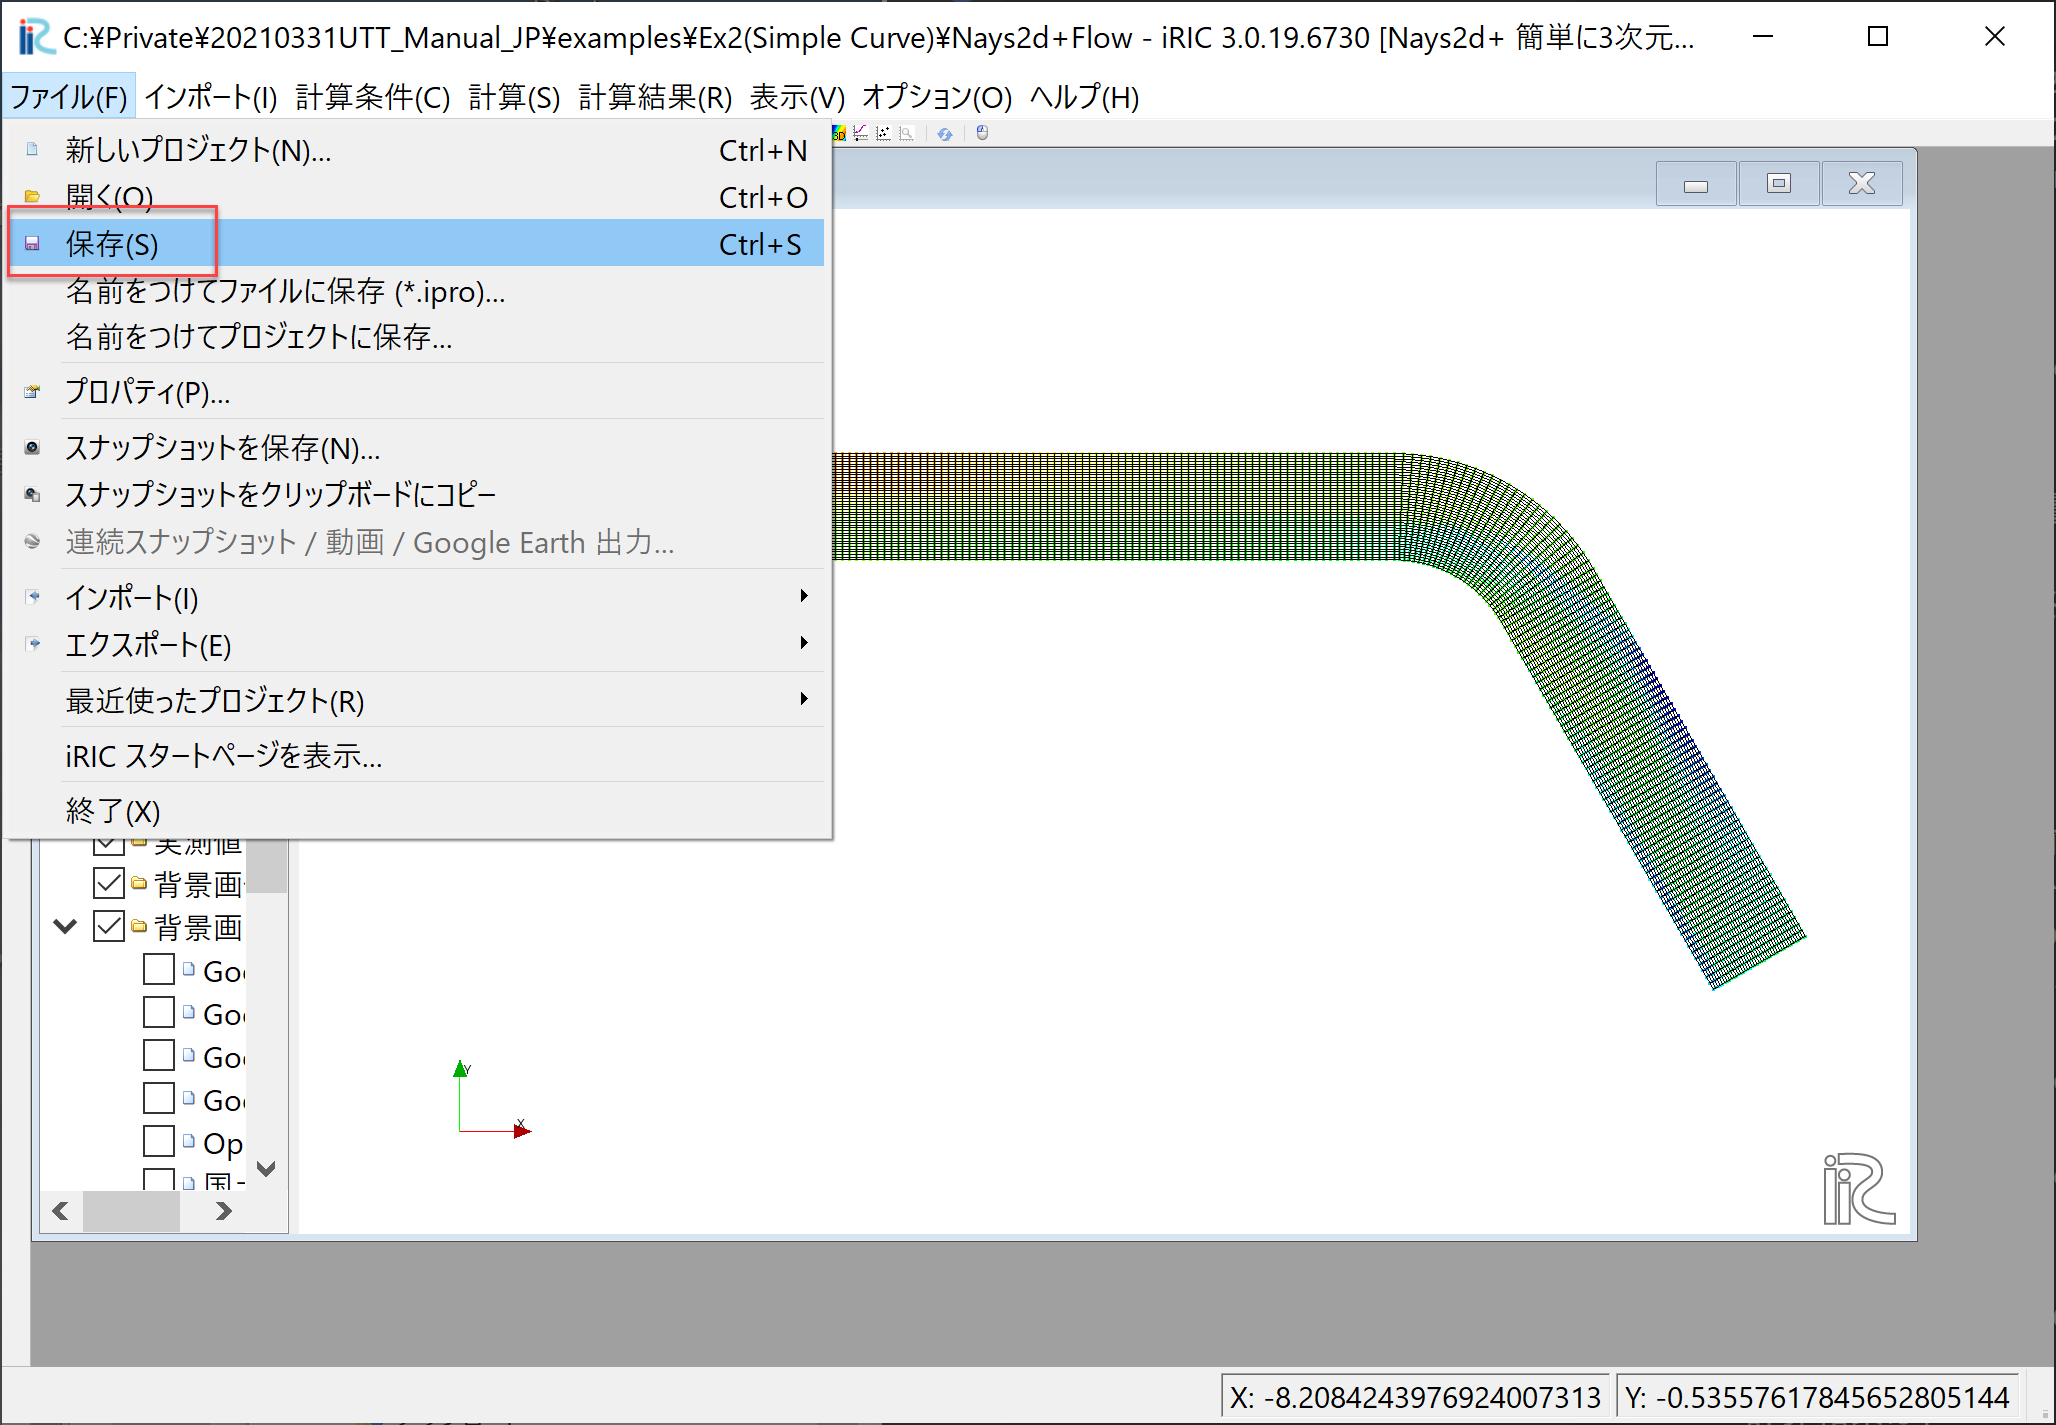 C:¥Private¥20210331UTT_Manual_JP¥examples¥Ex2(Simple Curve)¥Nays2d+Flow - iRIC 3.0.19.6730 [Nays2d+ 簡単に3次元...
ファイル(F) インポート(I) 計算条件(C) 計算(S) 計算結果(R) 表示(V) オプション(O) ヘルプ(H)
新しいプロジェクト(N)... Ctrl+N
開く(O) Ctrl+O
保存(S) Ctrl+S
名前をつけてファイルに保存 (*.ipro)...
名前をつけてプロジェクトに保存...
プロパティ(P)...
スナップショットを保存(N)...
スナップショットをクリップボードにコピー
連続スナップショット / 動画 / Google Earth 出力...
インポート(I)
エクスポート(E)
最近使ったプロジェクト(R)
iRIC スタートページを表示...
終了(X)
実測値
背景画
背景画
Goo
Goo
Goo
Goo
Op
国
Y
X
iRIC
X: -8.2084243976924007313 Y: -0.53557617845652805144